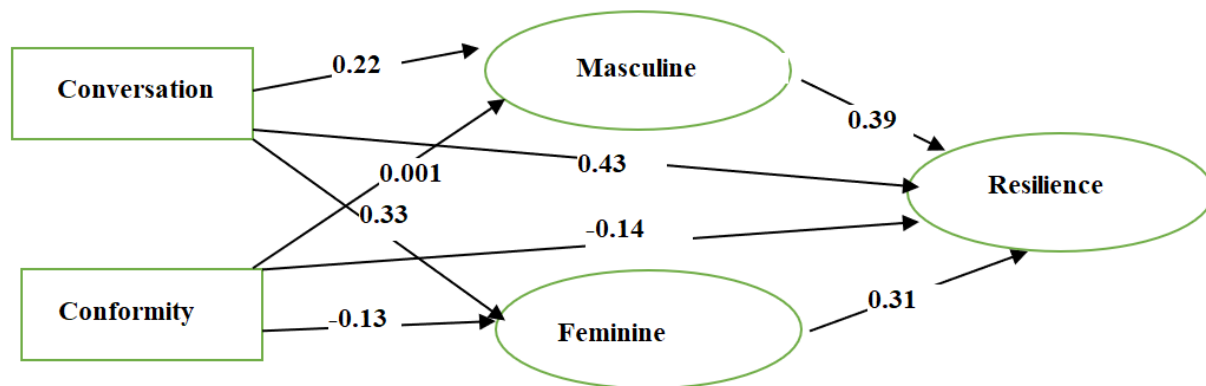 Conversation
0.22
Masculine
0.39
0.43
0.001
Resilience
0.33
-0.14
Conformity
-0.13
Feminine
0.31